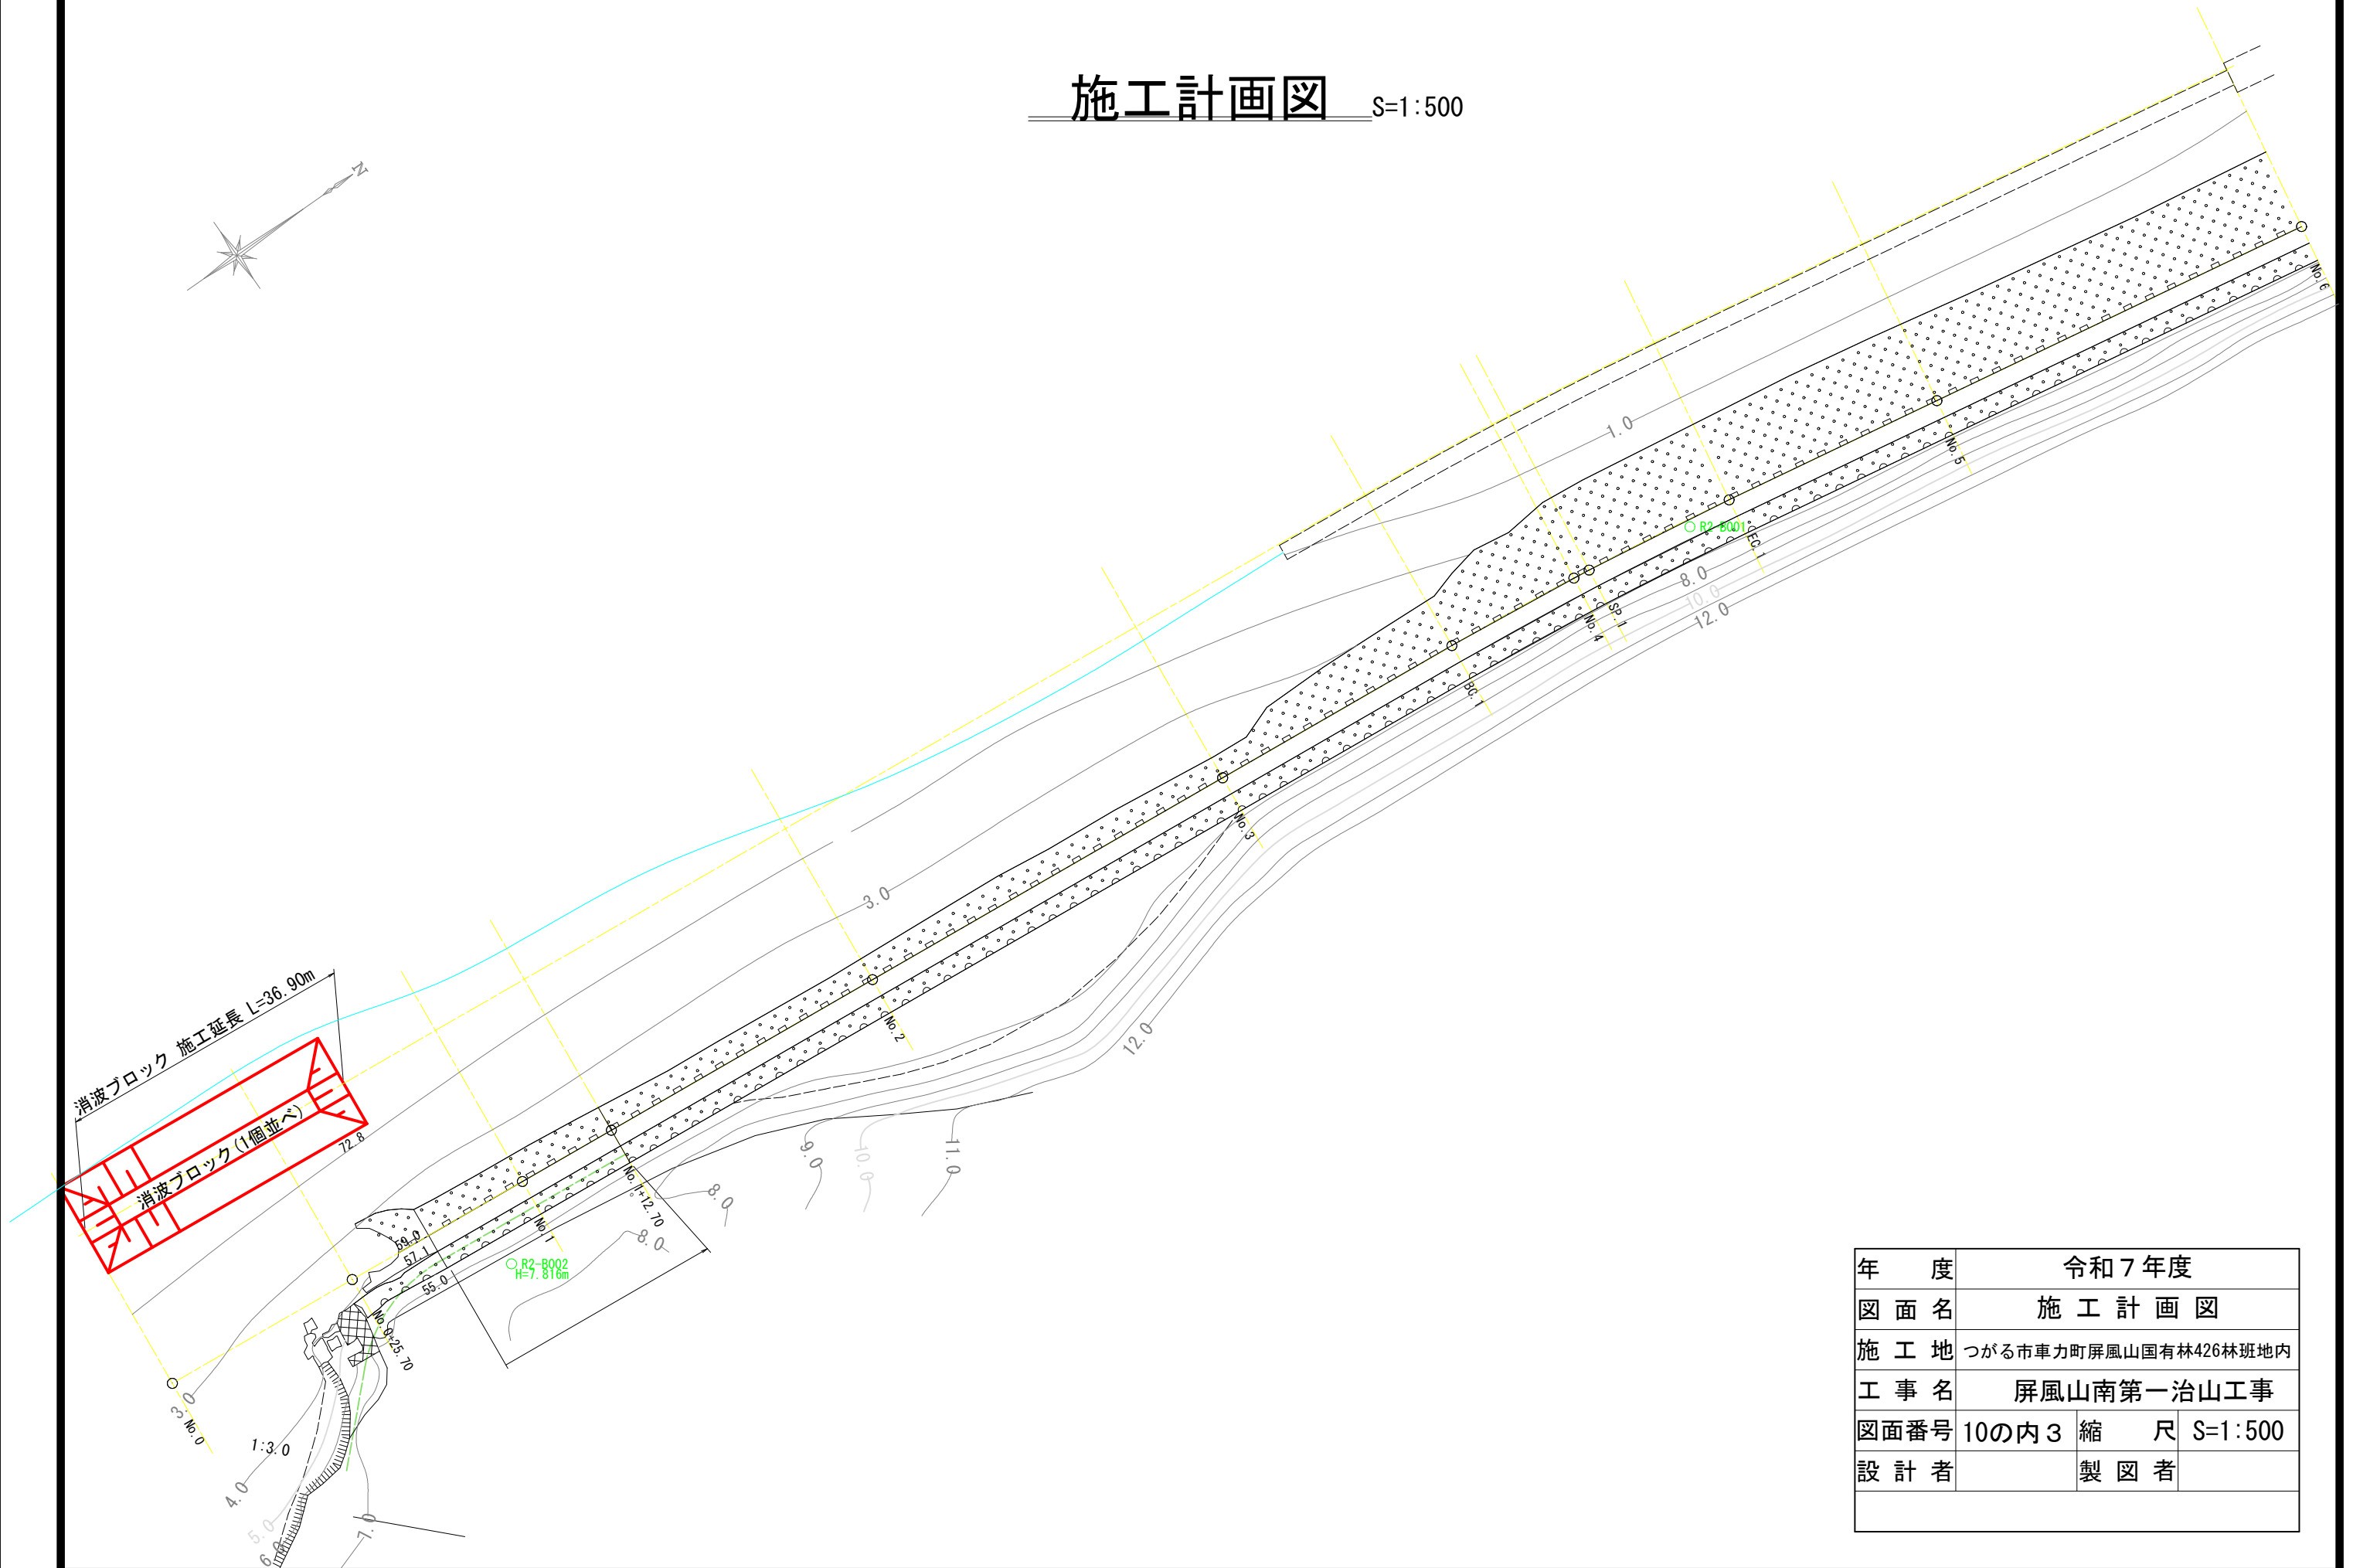 施工計画図 S=1:500
N
No.6
1.0
No.5
R2-B001
EC.1
8.0
10.0
12.0
SP.1
No.4
BC.1
No.3
3.0
No.2
12.0
消波ブロック 施工延長 L=36.90m
消波ブロック(1個並べ)
72.8
9.0
10.0
11.0
No.1+12.70
8.0
8.0
No.1
59.0
57.1
55.0
R2-B002
H=7.816m
No.0+25.70
3.0
No.0
1:3.0
4.0
5.0
6.0
7.0
年度 令和7年度
図面名 施工計画図
施工地 つがる市車力町屏風山国有林426林班地内
工事名 屏風山南第一治山工事
図面番号 10の内3 縮尺 S=1:500
設計者 製図者